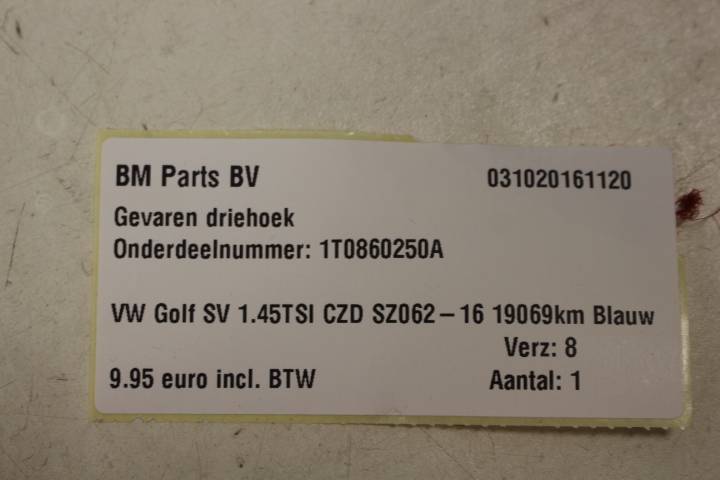 BM Parts BV 031020161120
Gevaren driehoek
Onderdeelnummer: 1T0860250A
VW Golf SV 1.45TSI CZD SZ062 – 16 19069km Blauw
Verz: 8
9.95 euro incl. BTW Aantal: 1